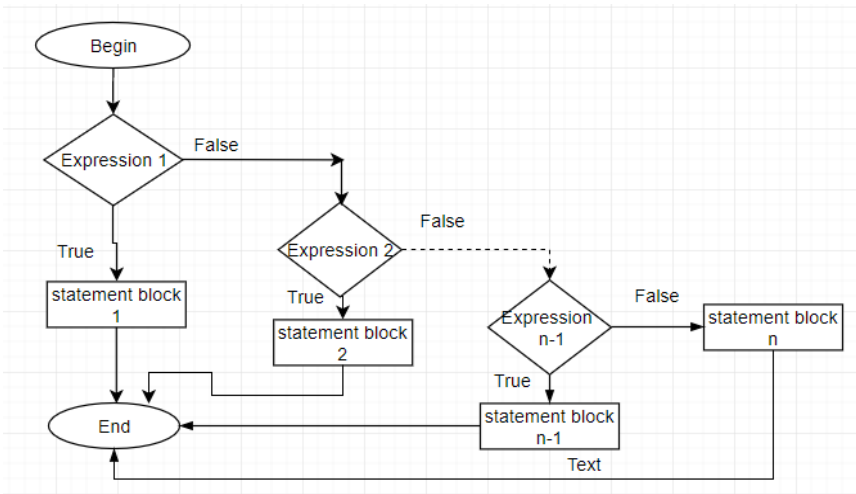 Begin
False
Expression 1
False
True
Expression 2
statement block
1
True
False
Expression
n-1
statement block
n
statement block
2
True
End
statement block
n-1
Text